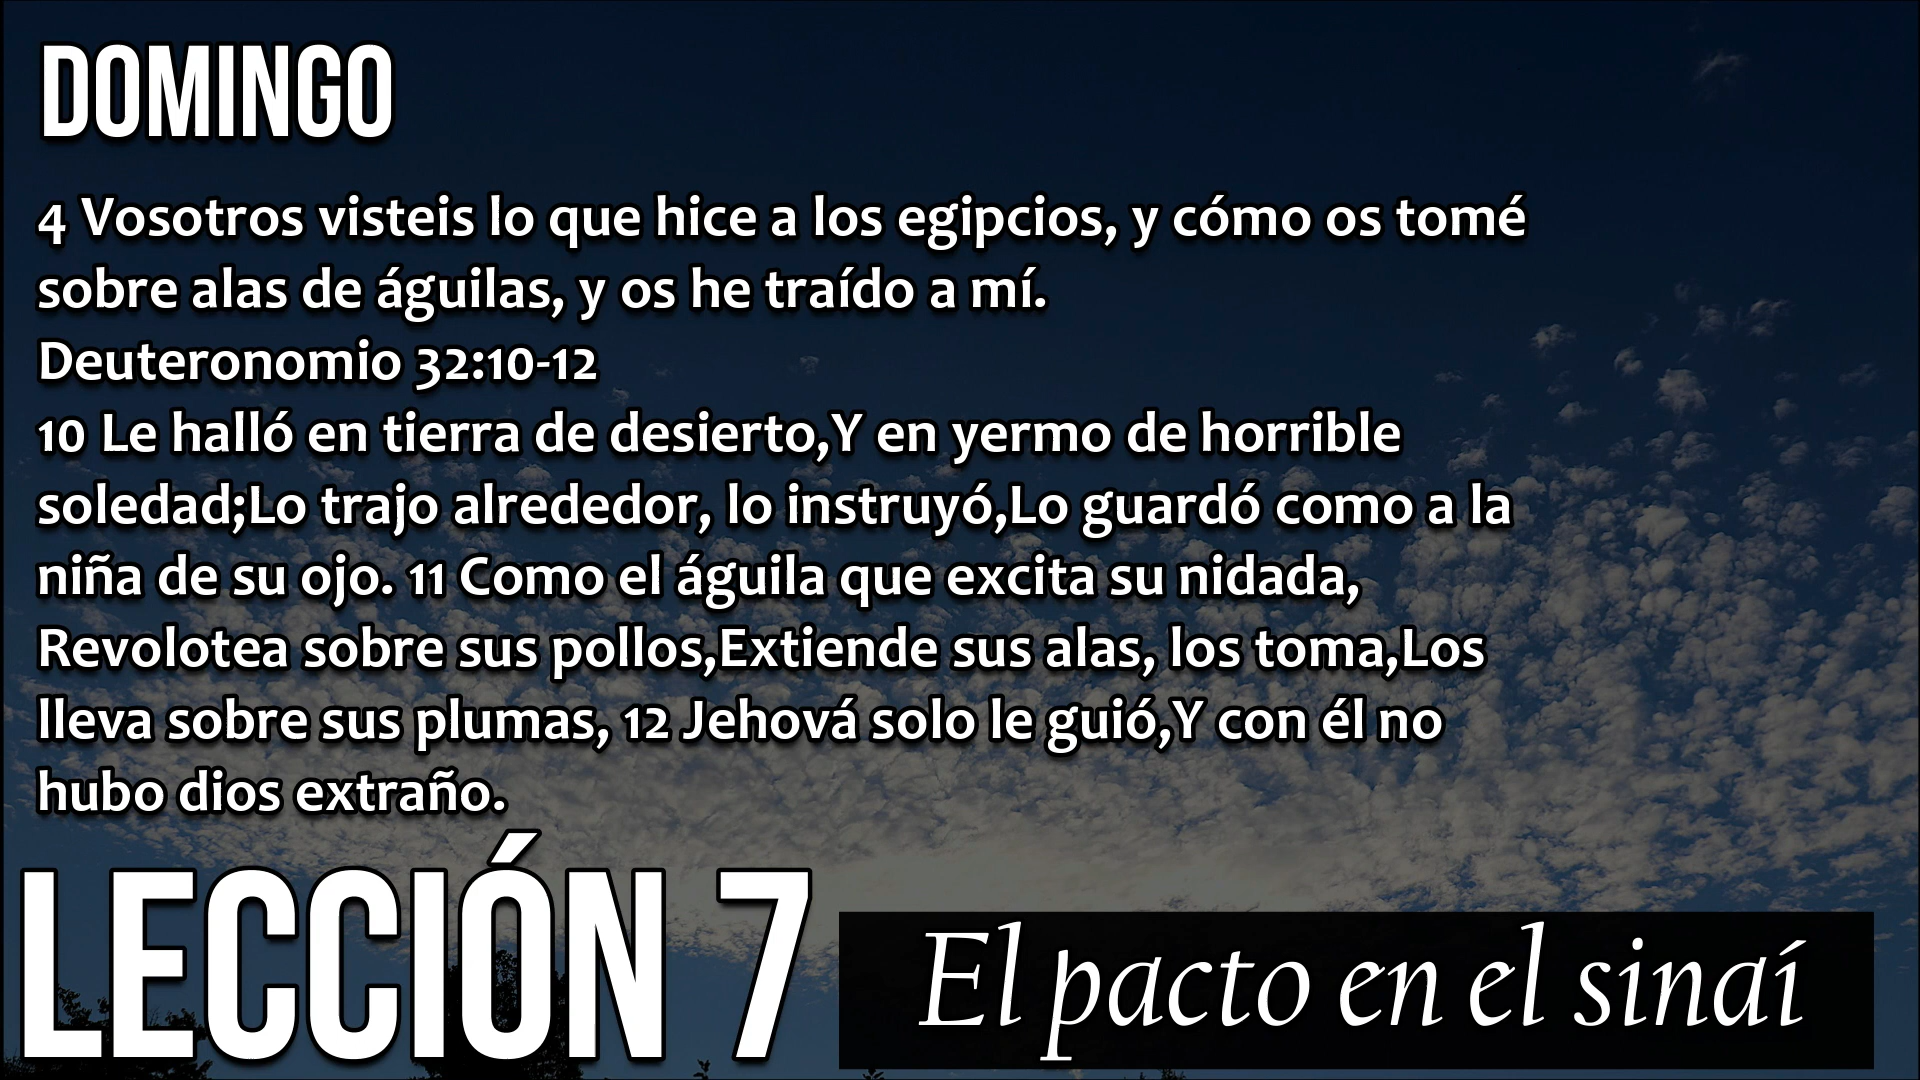 DOMINGO
4 Vosotros visteis lo que hice a los egipcios, y cómo os tomé
sobre alas de águilas, y os he traído a mí.
Deuteronomio 32:10-12
10 Le halló en tierra de desierto,Y en yermo de horrible
soledad;Lo trajo alrededor, lo instruyó,Lo guardó como a la
niña de su ojo. 11 Como el águila que excita su nidada,
Revolotea sobre sus pollos,Extiende sus alas, los toma,Los
lleva sobre sus plumas, 12 Jehová solo le guió,Y con él no
hubo dios extraño.
LECCIÓN 7
El pacto en el sinaí